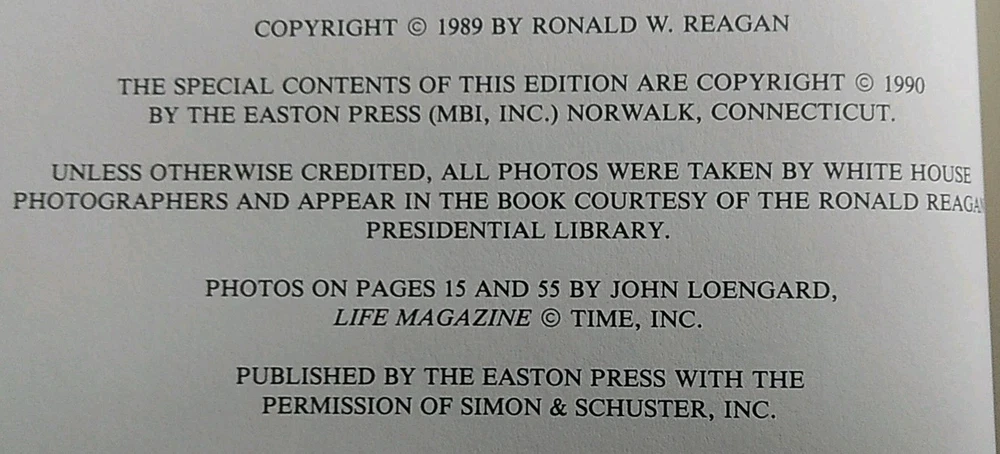 COPYRIGHT © 1989 BY RONALD W. REAGAN
THE SPECIAL CONTENTS OF THIS EDITION ARE COPYRIGHT © 1990
BY THE EASTON PRESS (MBI, INC.) NORWALK, CONNECTICUT.
UNLESS OTHERWISE CREDITED, ALL PHOTOS WERE TAKEN BY WHITE HOUSE
PHOTOGRAPHERS AND APPEAR IN THE BOOK COURTESY OF THE RONALD REAGAN
PRESIDENTIAL LIBRARY.
PHOTOS ON PAGES 15 AND 55 BY JOHN LOENGARD,
LIFE MAGAZINE © TIME, INC.
PUBLISHED BY THE EASTON PRESS WITH THE
PERMISSION OF SIMON & SCHUSTER, INC.